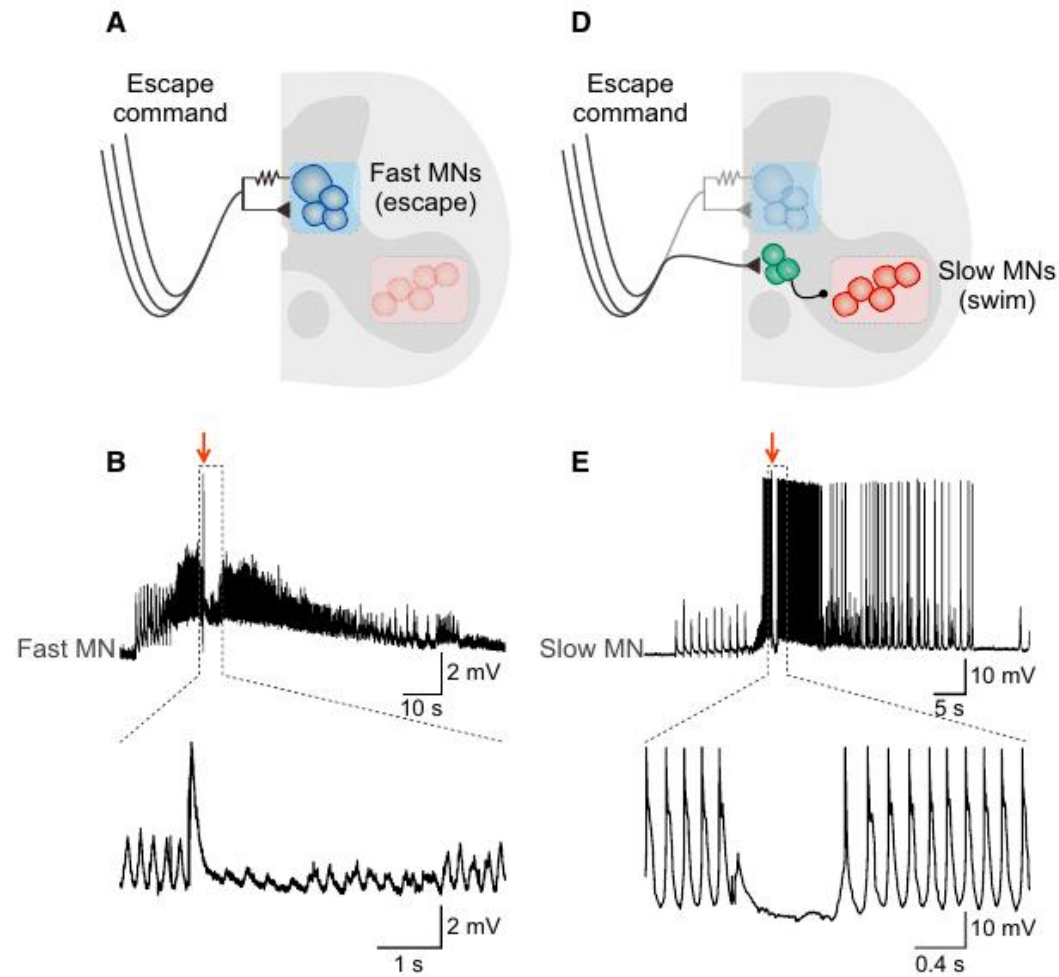 A
Escape
command
Fast MNs
(escape)
D
Escape
command
Slow MNs
(swim)
B
Fast MN
2 mV
10 s
2 mV
1 s
E
Slow MN
10 mV
5 s
10 mV
0.4 s